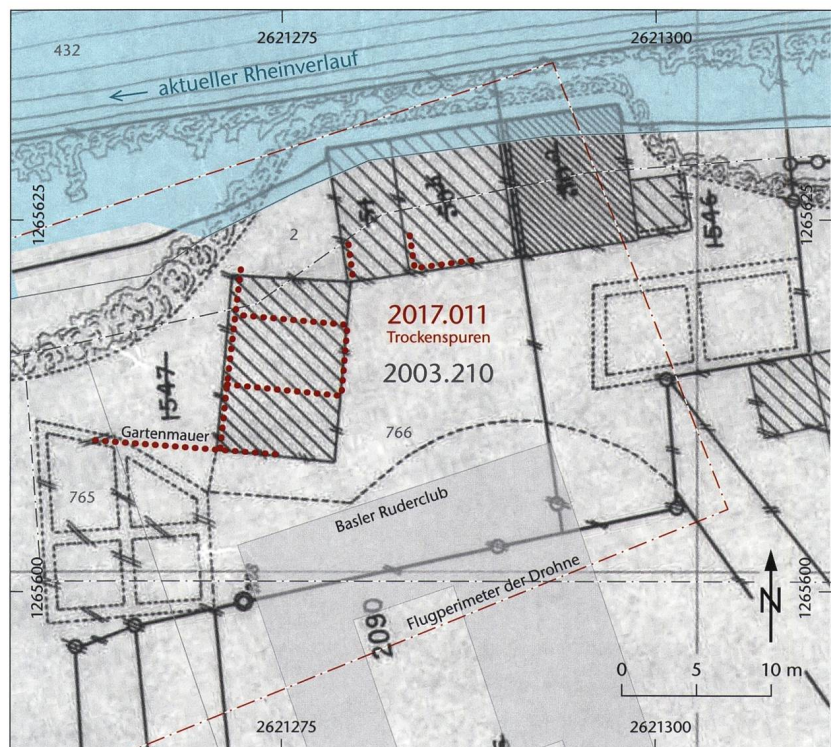 2621275
2621300
432
aktueller Rheinverlauf
1265625
1265625
51
1546
2
2017.011
Trockenspuren
2003.210
1547
Gartenmauer
766
765
Basler Ruderclub
1265600
1265600
Flugperimeter der Drohne
2090
N
0 5 10 m
2621275
2621300